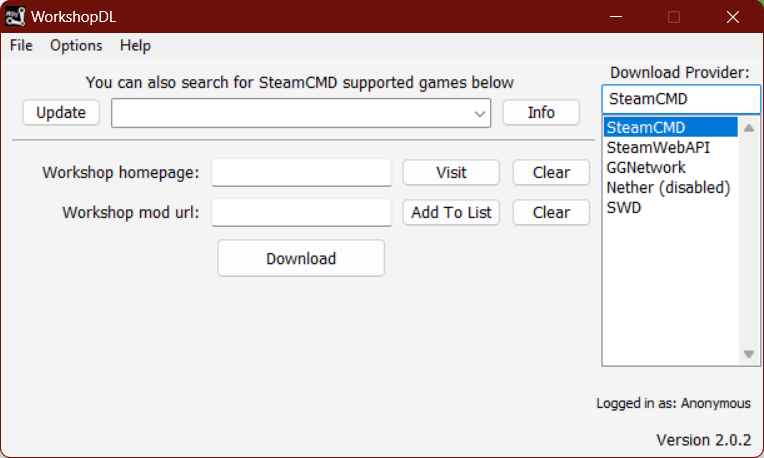 WorkshopDL
File Options Help
You can also search for SteamCMD supported games below
Update
Info
Workshop homepage:
Visit
Clear
Workshop mod url:
Add To List
Clear
Download
Download Provider:
SteamCMD
SteamCMD
SteamWebAPI
GGNetwork
Nether (disabled)
SWD
Logged in as: Anonymous
Version 2.0.2